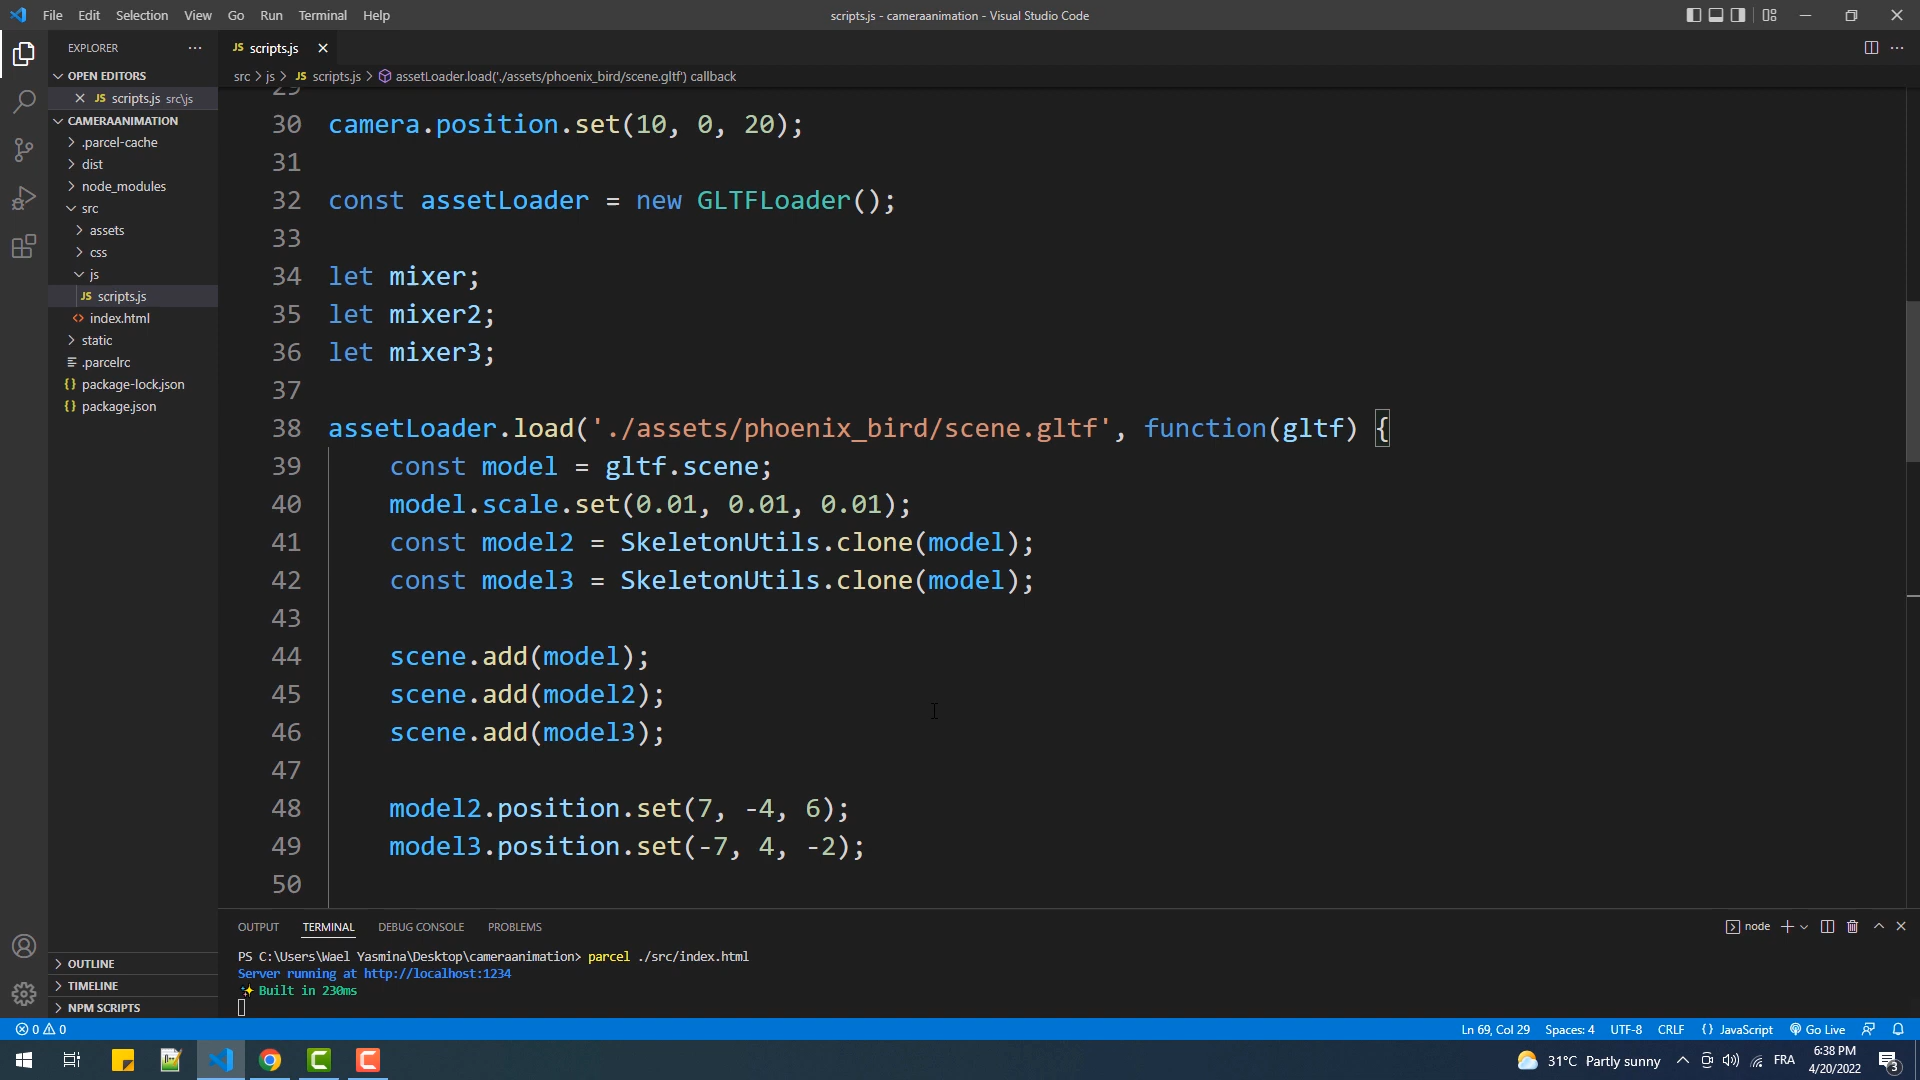 File Edit Selection View Go Run Terminal Help
scripts.js - cameraanimation - Visual Studio Code
EXPLORER
OPEN EDITORS
JS scripts.js src\js
CAMERAANIMATION
.parcel-cache
dist
node_modules
src
assets
css
js
JS scripts.js
index.html
static
.parcelrc
package-lock.json
package.json
OUTLINE
TIMELINE
NPM SCRIPTS
JS scripts.js
src > js > JS scripts.js > assetLoader.load('./assets/phoenix_bird/scene.gltf') callback
29
30 camera.position.set(10, 0, 20);
31
32 const assetLoader = new GLTFLoader();
33
34 let mixer;
35 let mixer2;
36 let mixer3;
37
38 assetLoader.load('./assets/phoenix_bird/scene.gltf', function(gltf) {
39 const model = gltf.scene;
40 model.scale.set(0.01, 0.01, 0.01);
41 const model2 = SkeletonUtils.clone(model);
42 const model3 = SkeletonUtils.clone(model);
43
44 scene.add(model);
45 scene.add(model2);
46 scene.add(model3);
47
48 model2.position.set(7, -4, 6);
49 model3.position.set(-7, 4, -2);
50
OUTPUT TERMINAL DEBUG CONSOLE PROBLEMS
node
PS C:\Users\Wael Yasmina\Desktop\cameraanimation> parcel ./src/index.html
Server running at http://localhost:1234
✨ Built in 230ms
0 0
Ln 69, Col 29 Spaces: 4 UTF-8 CRLF {} JavaScript Go Live
31°C Partly sunny
FRA
6:38 PM
4/20/2022
3